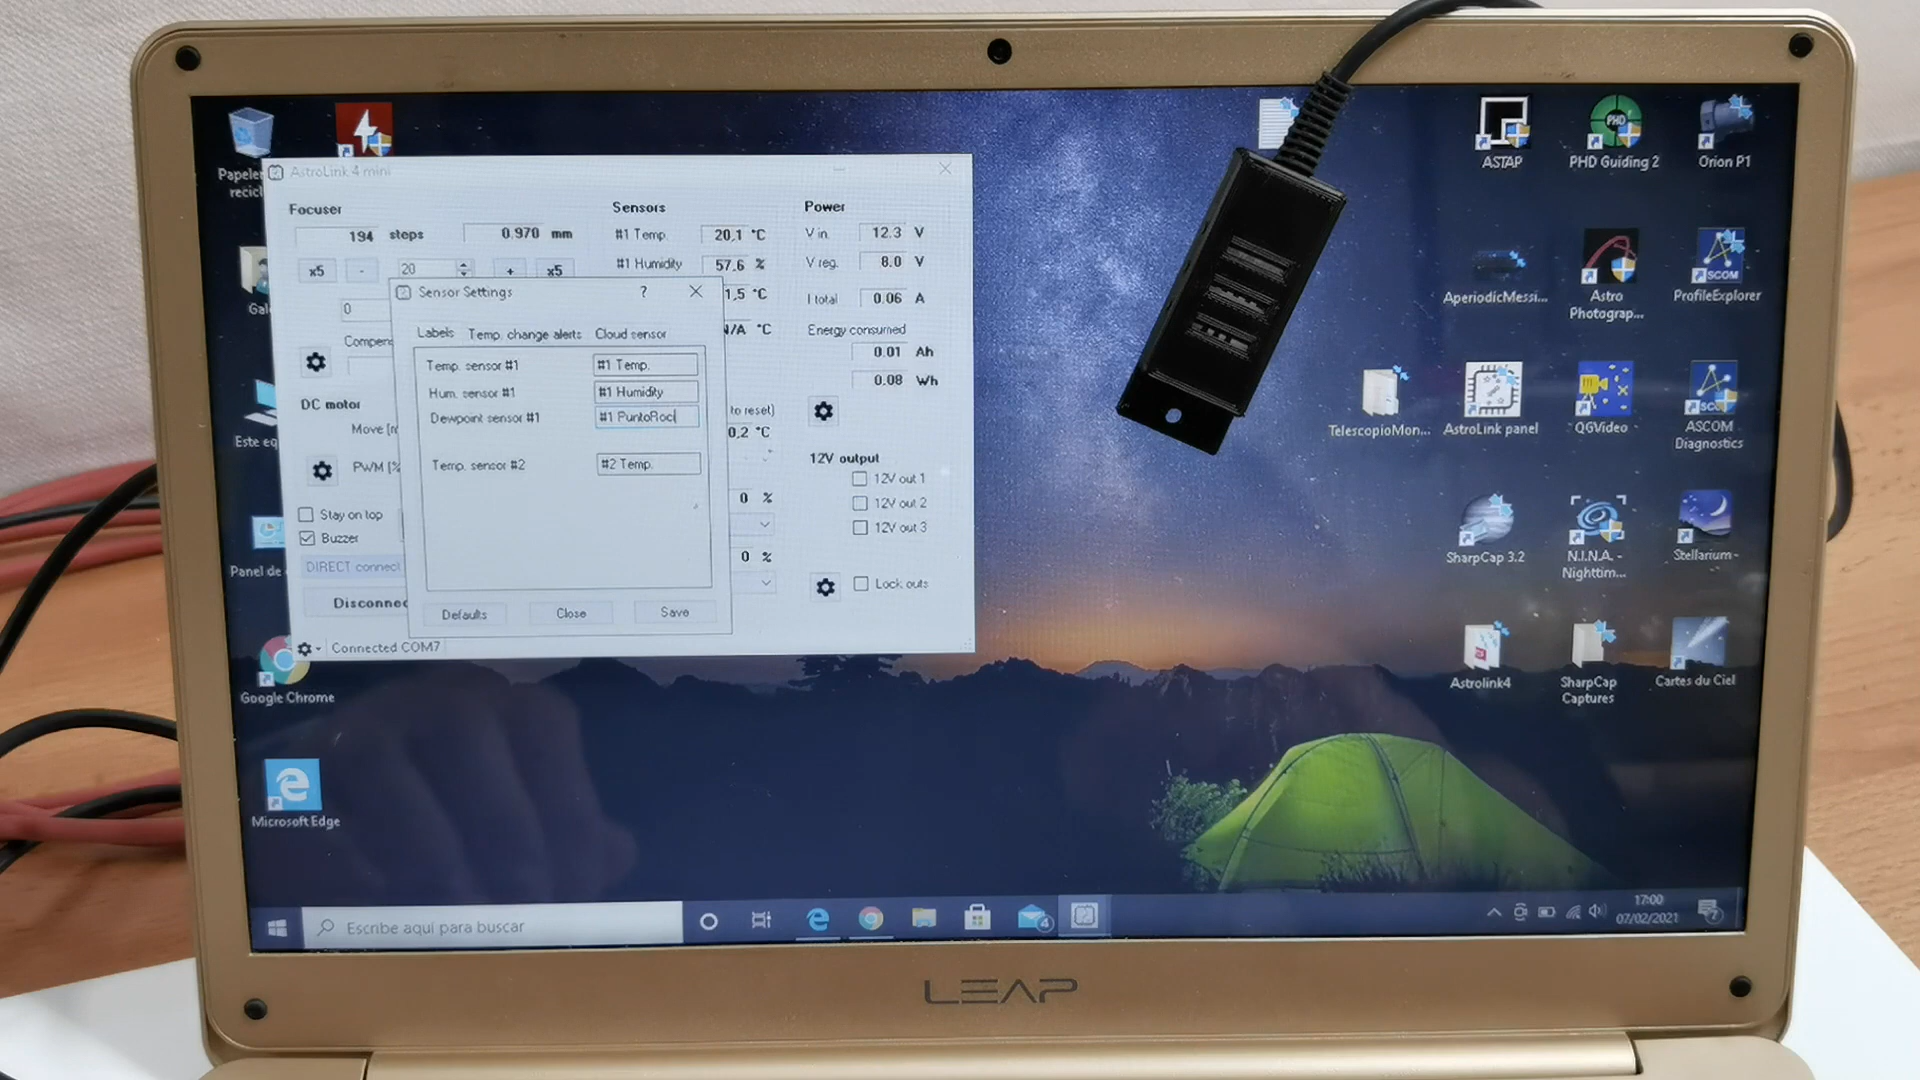 Papeler
recicl
AstroLink 4 mini
Focuser
194 steps 0.970 mm
x5 - 20 + x5
0
Compens
DC motor
Move [m
PWM [%
Stay on top
Buzzer
DIRECT connect
Disconnec
Connected COM7
Sensors
#1 Temp. 20,1 °C
#1 Humidity 57,6 %
1,5 °C
N/A °C
to reset)
0,2 °C
0 %
0 %
Power
V in. 12.3 V
V reg. 8.0 V
I total 0.06 A
Energy consumed
0.01 Ah
0.08 Wh
12V output
12V out 1
12V out 2
12V out 3
Lock outs
Sensor Settings ? X
Labels Temp. change alerts Cloud sensor
Temp. sensor #1 #1 Temp.
Hum. sensor #1 #1 Humidity
Dewpoint sensor #1 #1 PuntoRoci
Temp. sensor #2 #2 Temp.
Defaults Close Save
Este eq
Panel de
Google Chrome
Microsoft Edge
ASTAP
PHD
PHD Guiding 2
Orion P1
AperiodicMessi...
Astro
Photograp...
SCOM
ProfileExplorer
TelescopioMon...
AstroLink panel
QGVideo
ASCOM
Diagnostics
SharpCap 3.2
N.I.N.A. -
Nighttim...
Stellarium
Astrolink4
SharpCap
Captures
Cartes du Ciel
Escribe aquí para buscar
4
17:00
07/02/2021
LEAP